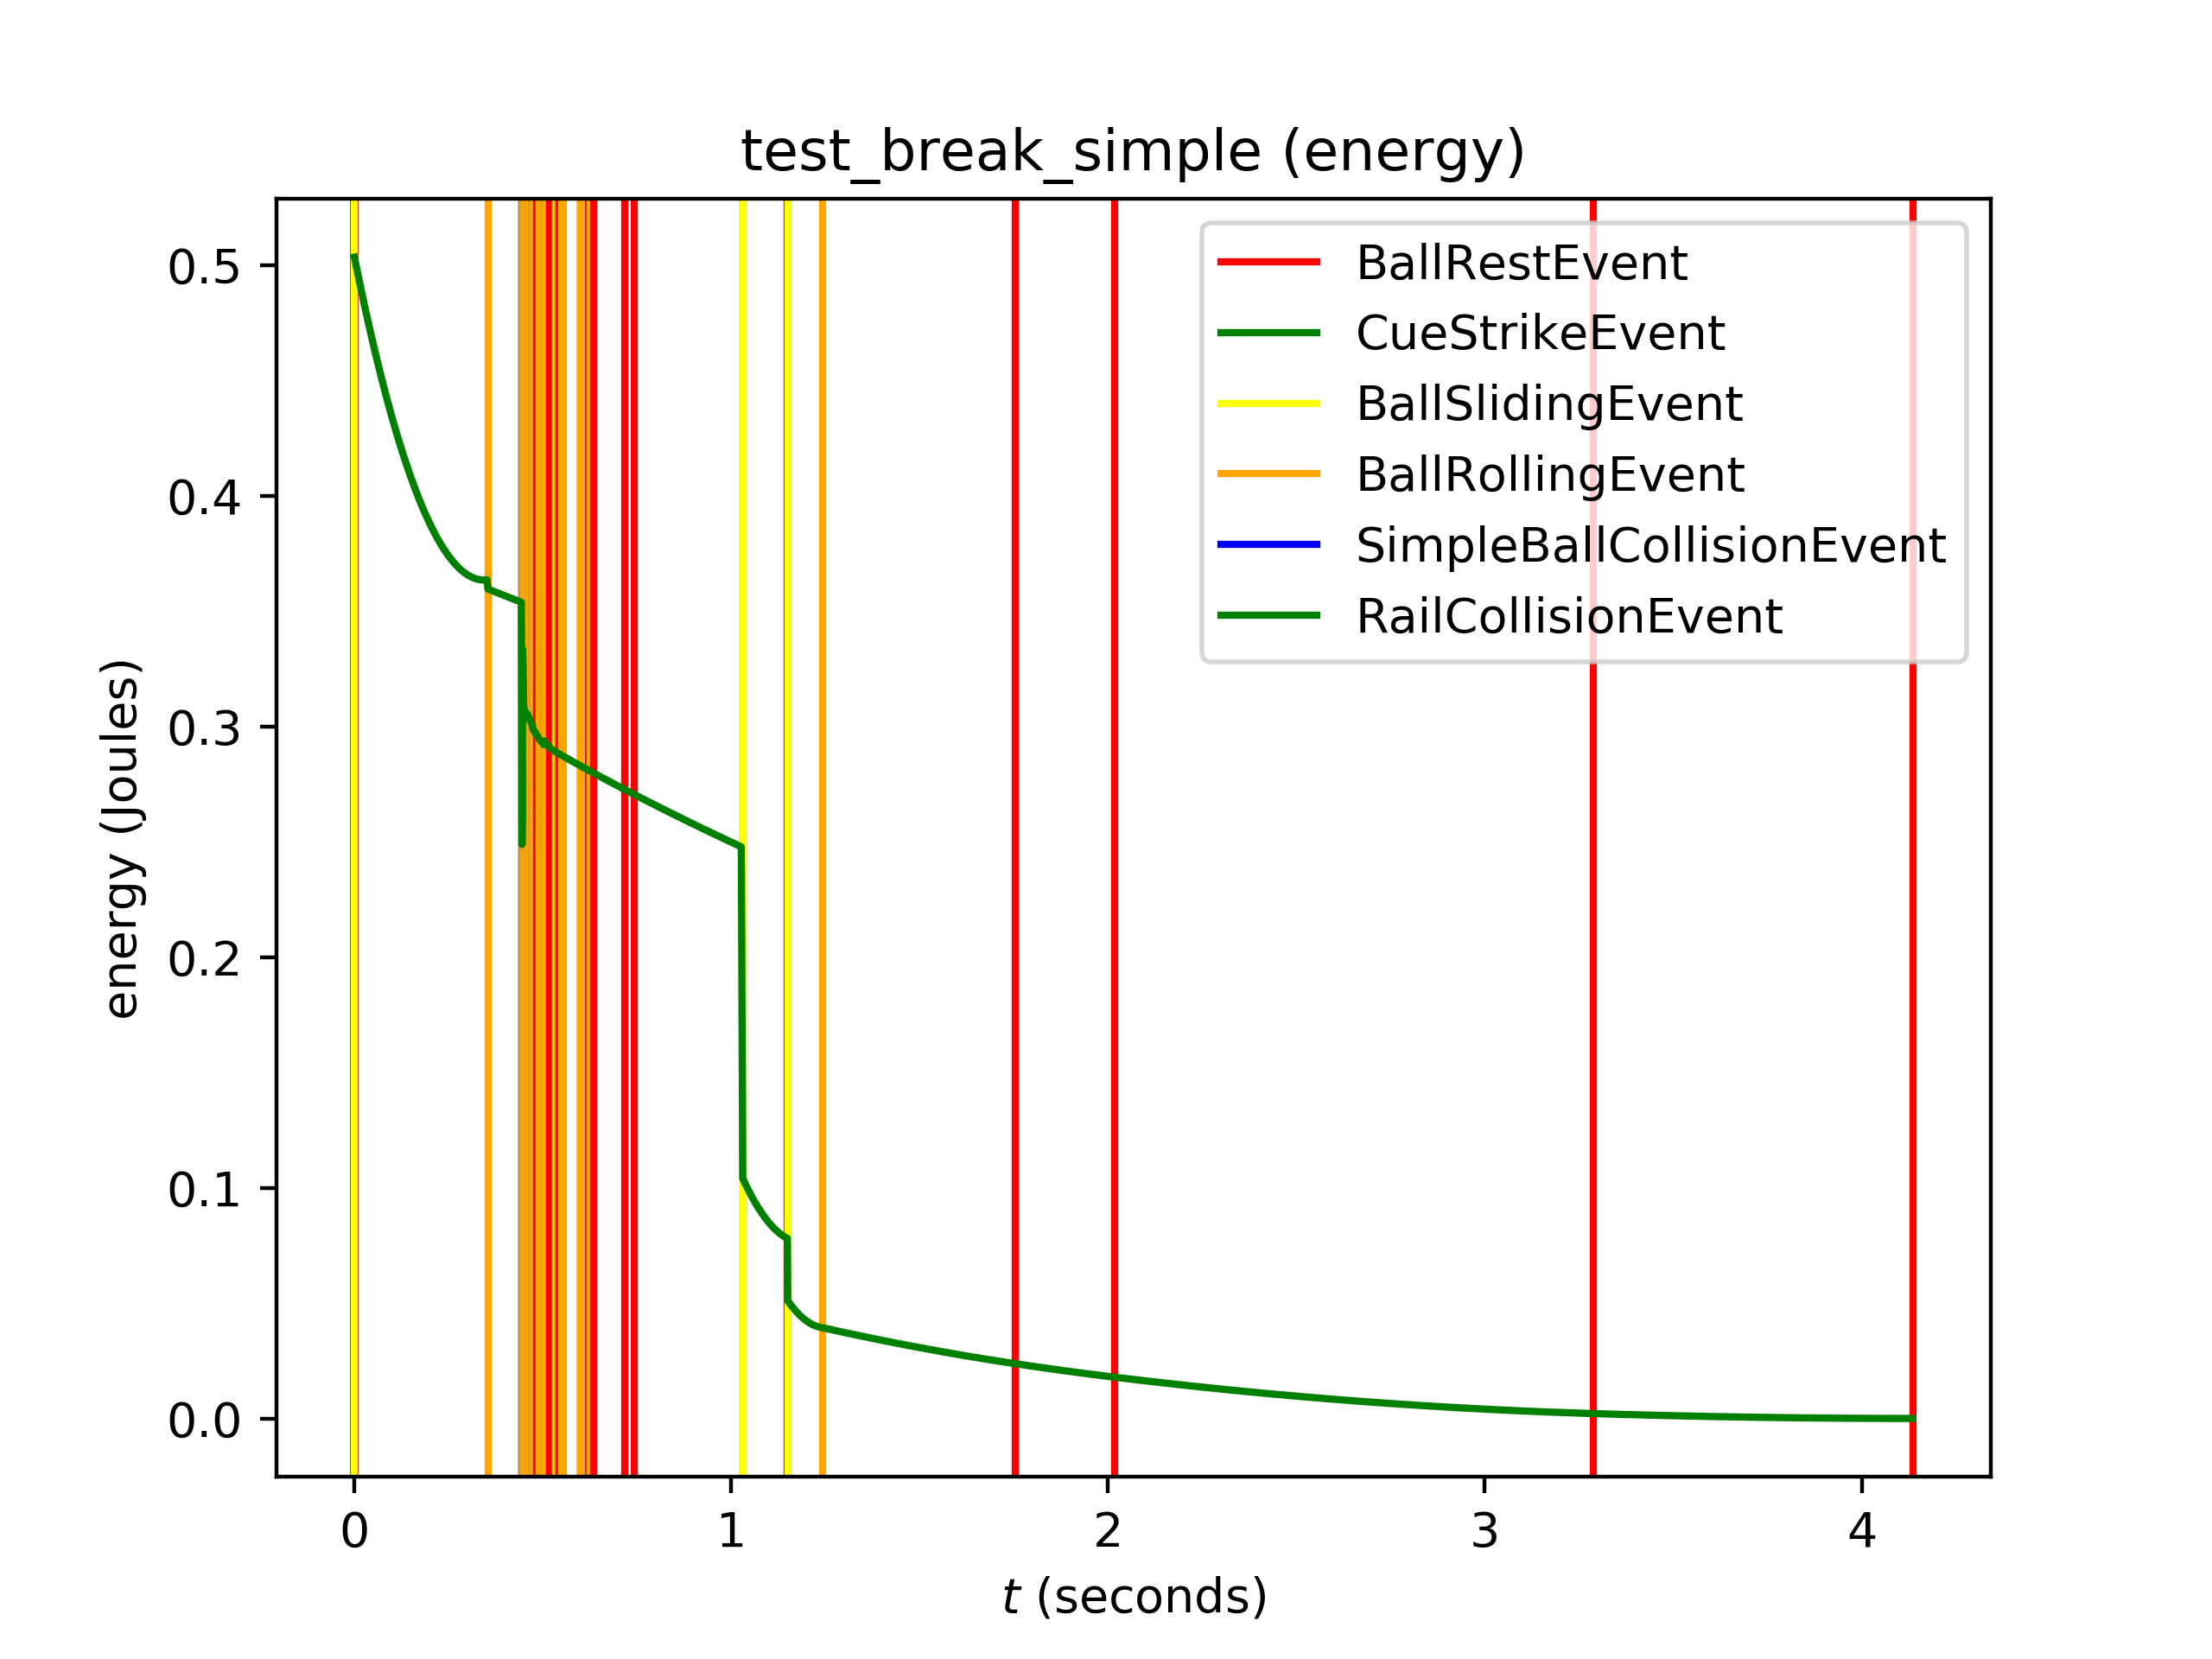 test_break_simple (energy)
BallRestEvent
CueStrikeEvent
BallSlidingEvent
BallRollingEvent
SimpleBallCollisionEvent
RailCollisionEvent
energy (Joules)
0.5
0.4
0.3
0.2
0.1
0.0
0 1 2 3 4
t (seconds)